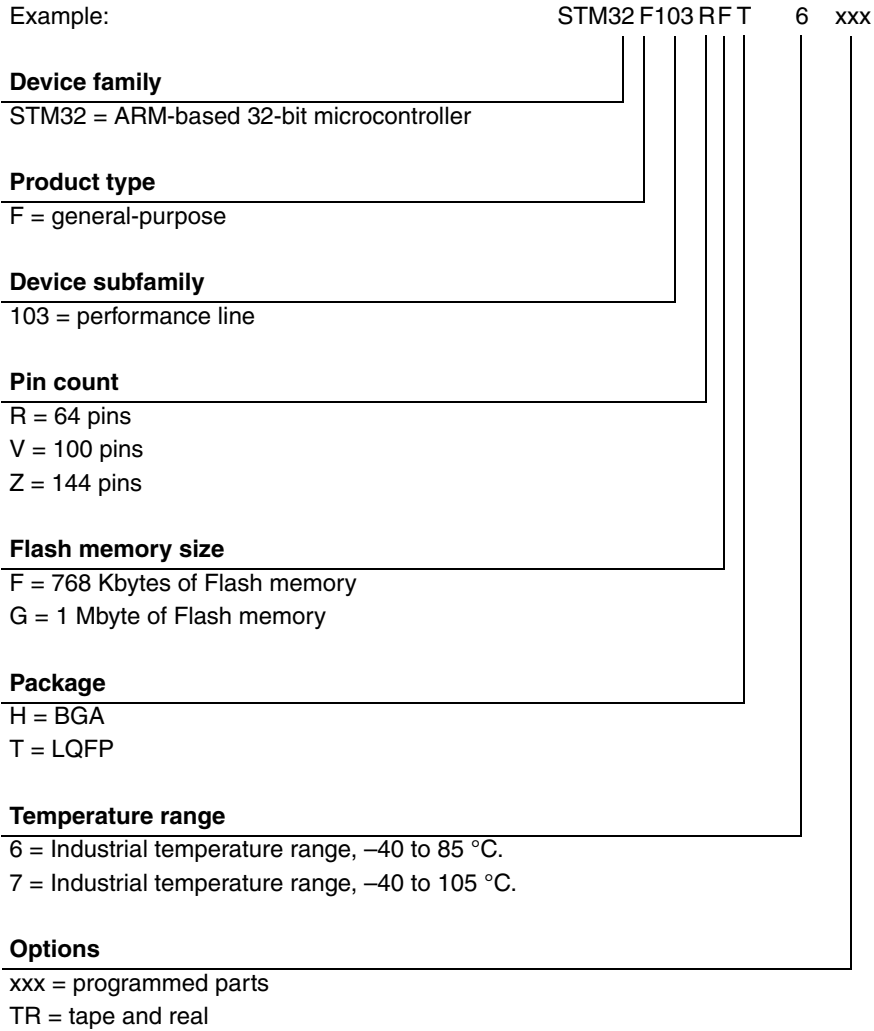 Example: STM32 F103 R F T 6 xxx
Device family
STM32 = ARM-based 32-bit microcontroller
Product type
F = general-purpose
Device subfamily
103 = performance line
Pin count
R = 64 pins
V = 100 pins
Z = 144 pins
Flash memory size
F = 768 Kbytes of Flash memory
G = 1 Mbyte of Flash memory
Package
H = BGA
T = LQFP
Temperature range
6 = Industrial temperature range, –40 to 85 °C.
7 = Industrial temperature range, –40 to 105 °C.
Options
xxx = programmed parts
TR = tape and real